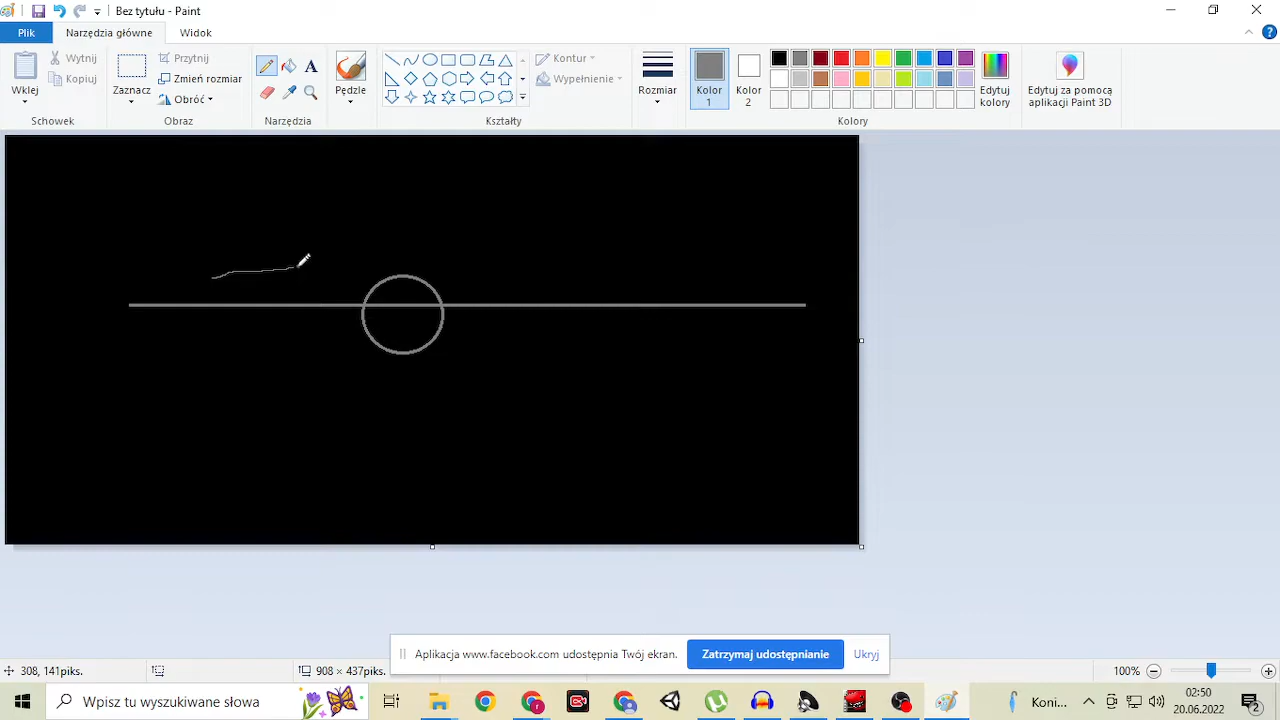 Bez tytułu - Paint
Plik
Narzędzia główne
Widok
Wklej
Wytnij
Kopiuj
Schowek
Zaznacz
Przytnij
Zmień rozmiar
Obróć
Obraz
A
Narzędzia
Pędzle
Kontur
Wypełnienie
Kształty
Rozmiar
Kolor
1
Kolor
2
Edytuj
kolory
Kolory
Edytuj za pomocą
aplikacji Paint 3D
Aplikacja www.facebook.com udostępnia Twój ekran.
Zatrzymaj udostępnianie
Ukryj
308, 141piks.
908 × 437piks.
100%
Wpisz tu wyszukiwane słowa
Koni...
02:50
20.06.2022
2